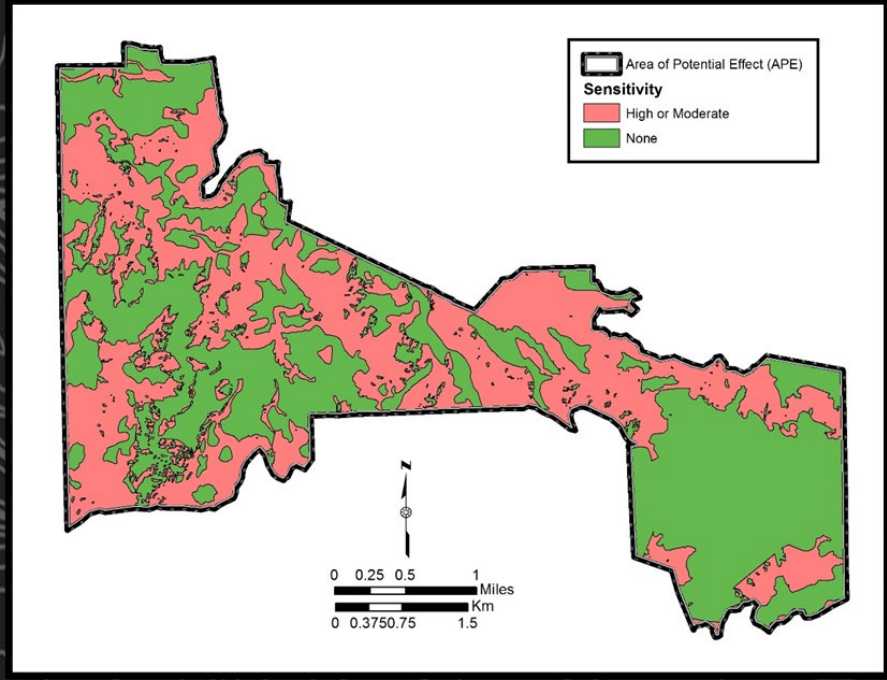 Area of Potential Effect (APE)
Sensitivity
High or Moderate
None
N
0 0.25 0.5 1
Miles
Km
0 0.3750.75 1.5